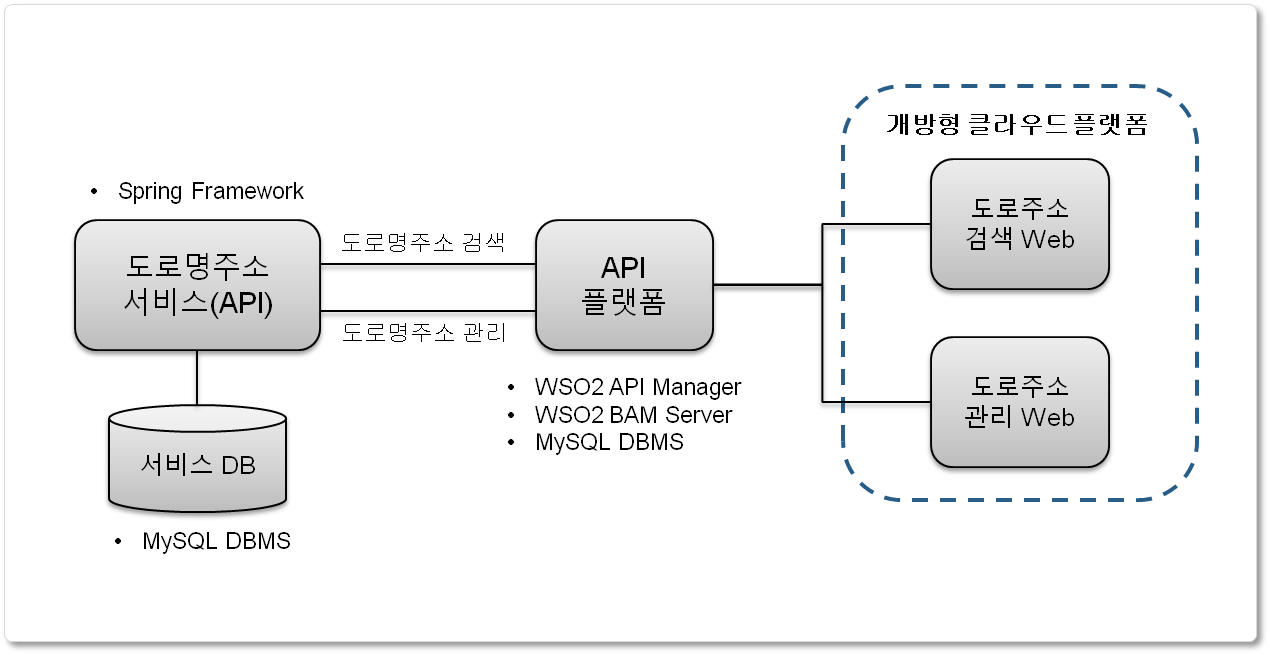 개방형 클라우드 플랫폼
• Spring Framework
도로명주소
서비스(API)
도로명주소 검색
도로명주소 관리
API
플랫폼
도로주소
검색 Web
도로주소
관리 Web
• WSO2 API Manager
• WSO2 BAM Server
• MySQL DBMS
서비스 DB
• MySQL DBMS